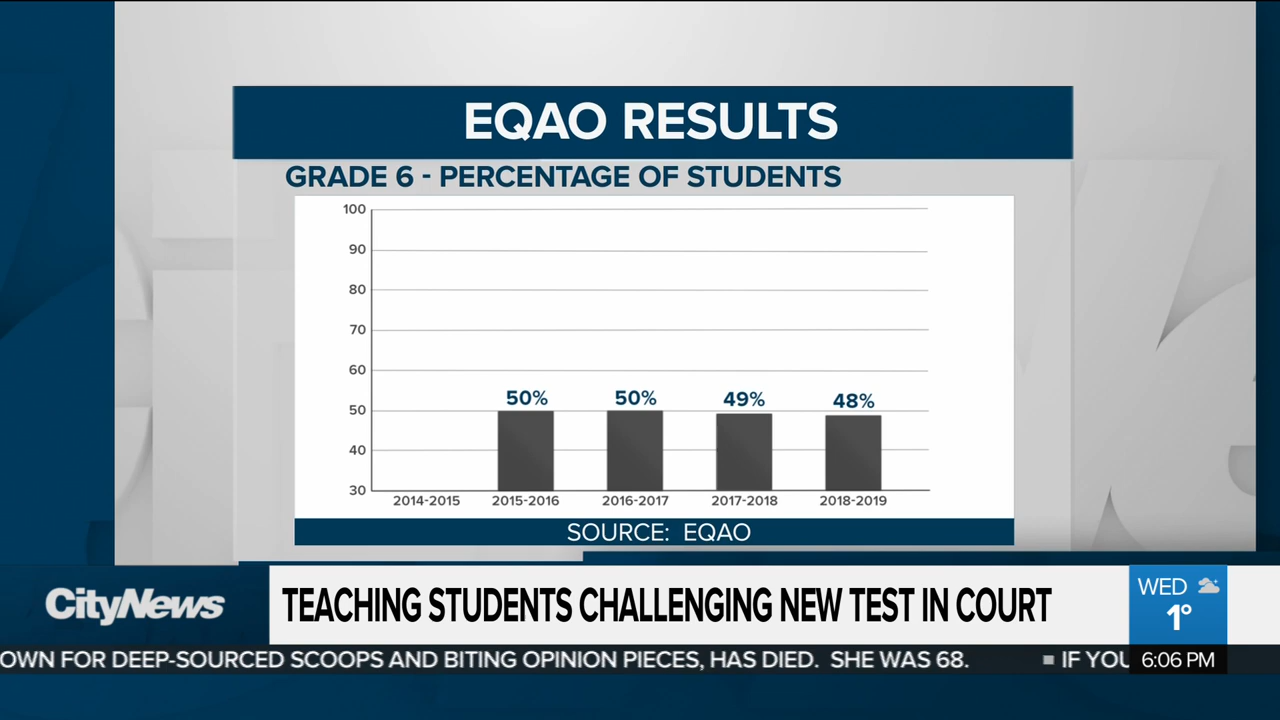 EQAO RESULTS
GRADE 6 - PERCENTAGE OF STUDENTS
100
90
80
70
60
50
40
30
50%
50%
49%
48%
2014-2015
2015-2016
2016-2017
2017-2018
2018-2019
SOURCE: EQAO
CityNews
TEACHING STUDENTS CHALLENGING NEW TEST IN COURT
WED
1°
OWN FOR DEEP-SOURCED SCOOPS AND BITING OPINION PIECES, HAS DIED. SHE WAS 68. ■ IF YOU
6:06 PM